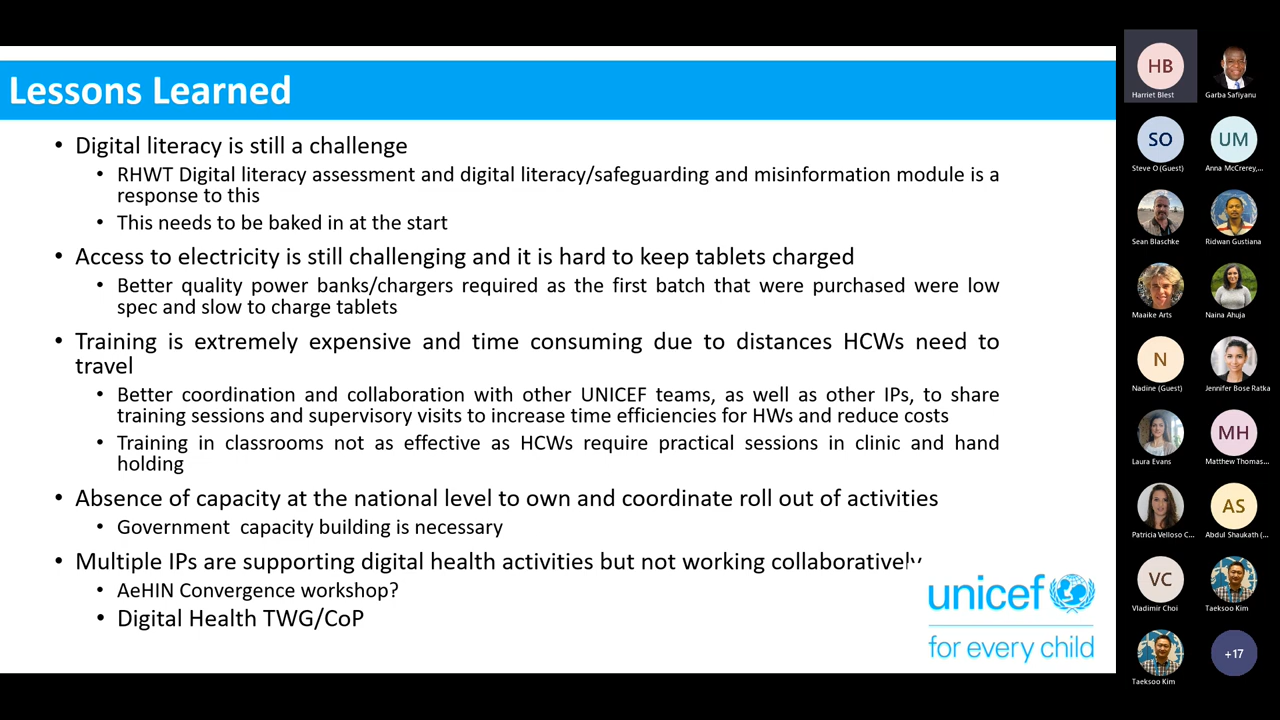 Lessons Learned
• Digital literacy is still a challenge
• RHWT Digital literacy assessment and digital literacy/safeguarding and misinformation module is a
response to this
• This needs to be baked in at the start
• Access to electricity is still challenging and it is hard to keep tablets charged
• Better quality power banks/chargers required as the first batch that were purchased were low
spec and slow to charge tablets
• Training is extremely expensive and time consuming due to distances HCWs need to
travel
• Better coordination and collaboration with other UNICEF teams, as well as other IPs, to share
training sessions and supervisory visits to increase time efficiencies for HWs and reduce costs
• Training in classrooms not as effective as HCWs require practical sessions in clinic and hand
holding
• Absence of capacity at the national level to own and coordinate roll out of activities
• Government capacity building is necessary
• Multiple IPs are supporting digital health activities but not working collaboratively
• AeHIN Convergence workshop?
• Digital Health TWG/CoP
unicef
for every child
HB
Harriet Blest
Garba Safiyanu
SO
Steve O (Guest)
UM
Anna McCrerey,...
Sean Blaschke
Ridwan Gustiana
Maaike Arts
Naina Ahuja
N
Nadine (Guest)
Jennifer Bose Ratka
Laura Evans
MH
Matthew Thomas...
Patricia Velloso C...
AS
Abdul Shaukath (...
VC
Vladimir Choi
Taeksoo Kim
Taeksoo Kim
+17